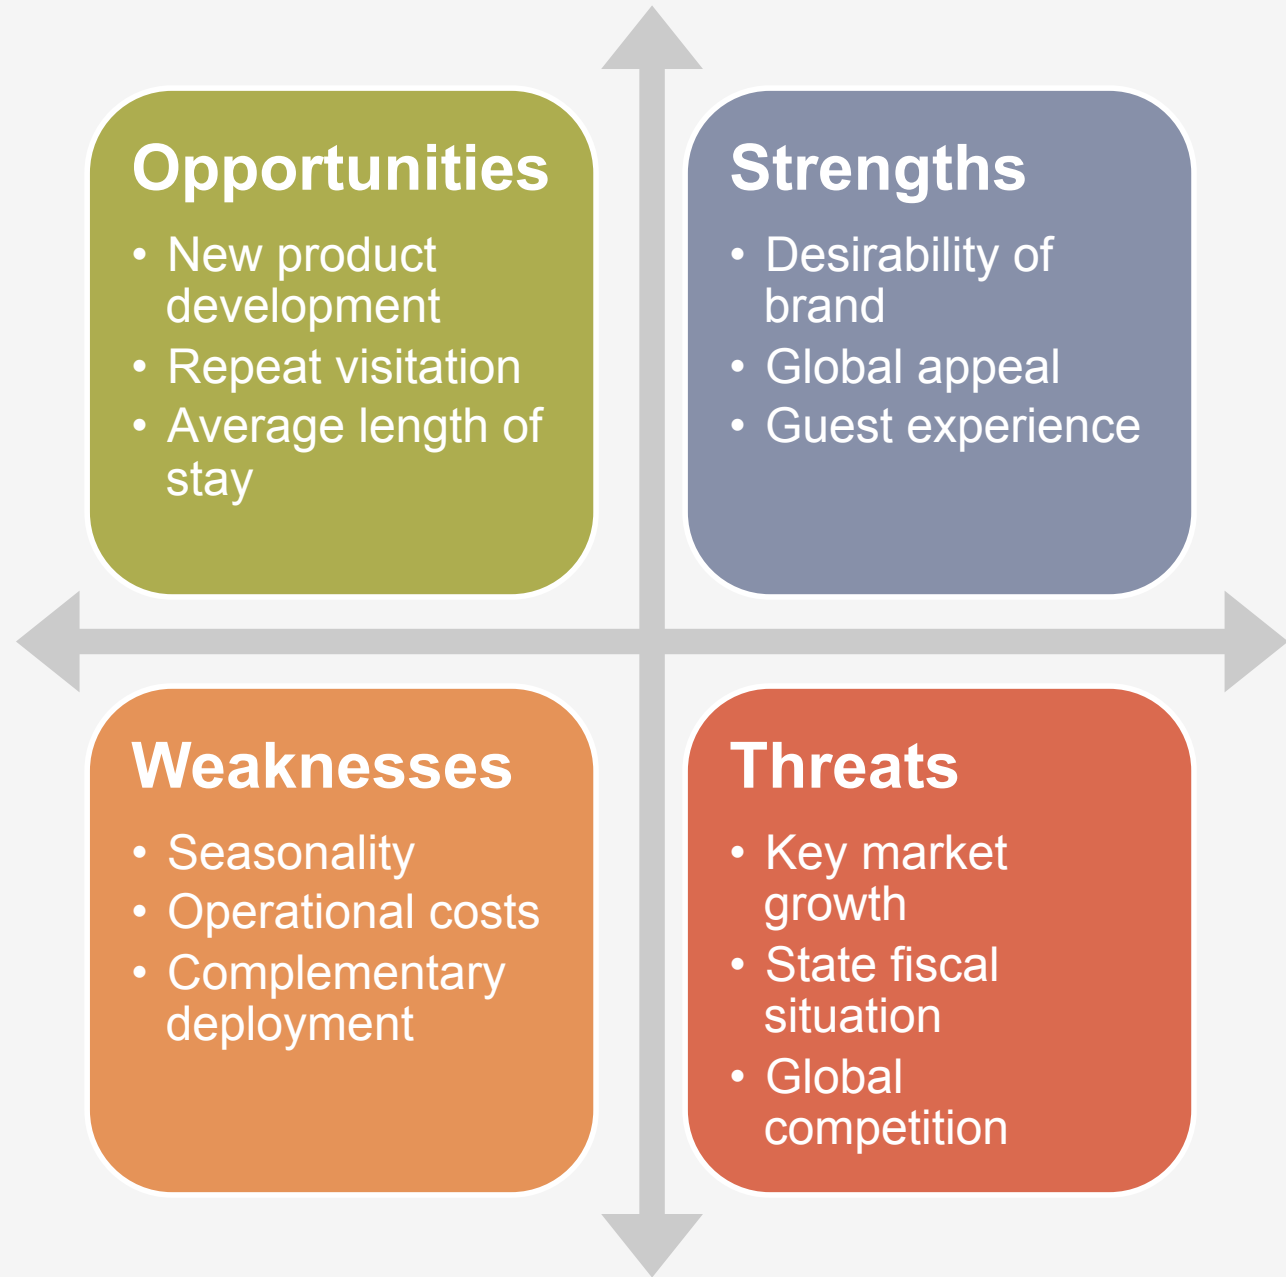 Opportunities
• New product
development
• Repeat visitation
• Average length of
stay
Strengths
• Desirability of
brand
• Global appeal
• Guest experience
Weaknesses
• Seasonality
• Operational costs
• Complementary
deployment
Threats
• Key market
growth
• State fiscal
situation
• Global
competition